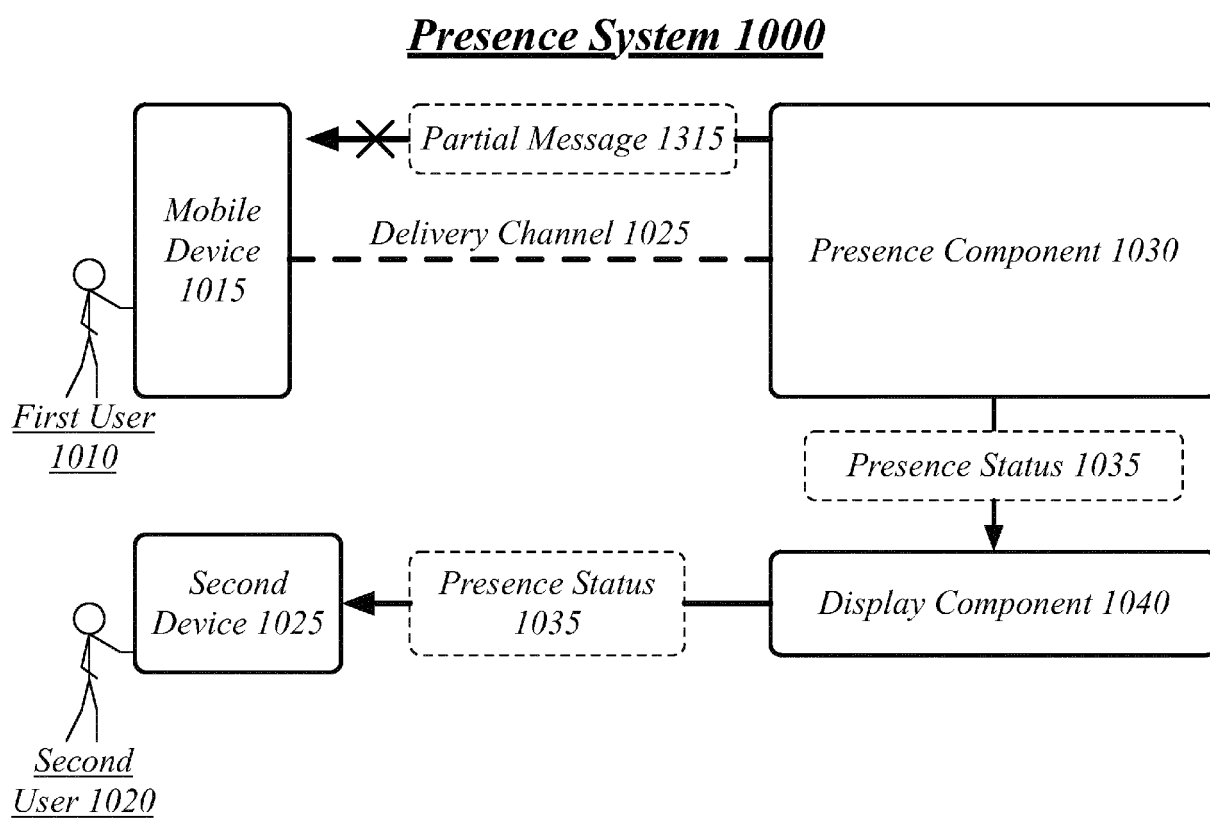 Presence System 1000
Partial Message 1315
Mobile
Device
1015
Delivery Channel 1025
Presence Component 1030
First User
1010
Presence Status 1035
Second
Device 1025
Presence Status
1035
Display Component 1040
Second
User 1020